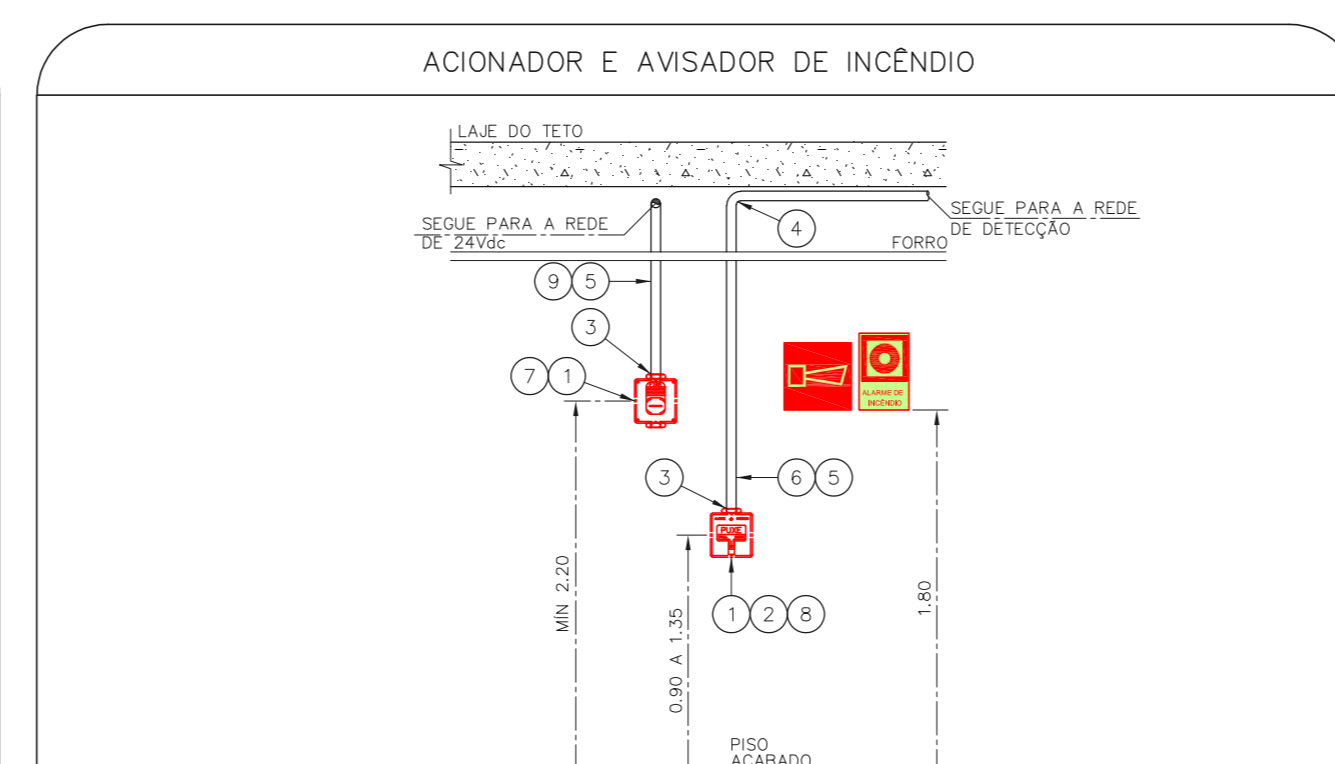 ACIONADOR E AVISADOR DE INCÊNDIO
LAJE DO TETO
SEGUE PARA A REDE
DE 24Vdc
SEGUE PARA A REDE
DE DETECÇÃO
4
FORRO
9 5
3
7 1
ALARME DE
INCÊNDIO
3
6 5
PUXE
1 2 8
MÍN 2.20
0.90 A 1.35
1.80
PISO
ACABADO